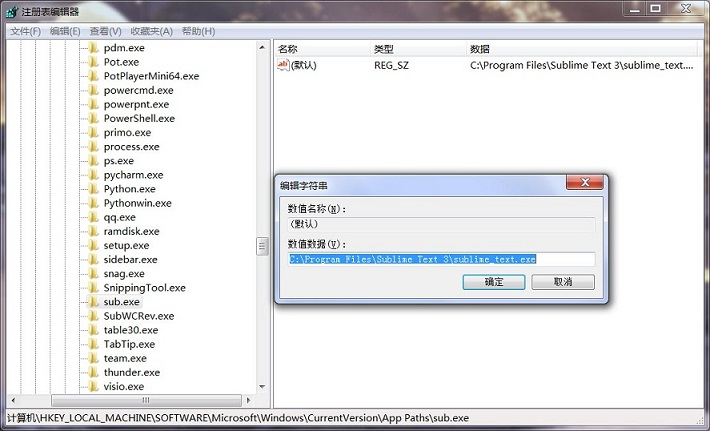 注册表编辑器
文件(F) 编辑(E) 查看(V) 收藏夹(A) 帮助(H)
名称 类型 数据
(默认) REG_SZ C:\Program Files\Sublime Text 3\sublime_text....
pdm.exe
Pot.exe
PotPlayerMini64.exe
powercmd.exe
powerpnt.exe
PowerShell.exe
primo.exe
process.exe
ps.exe
pycharm.exe
Python.exe
Pythonwin.exe
qq.exe
ramdisk.exe
setup.exe
sidebar.exe
snag.exe
SnippingTool.exe
sub.exe
SubWCRev.exe
table30.exe
TabTip.exe
team.exe
thunder.exe
visio.exe
编辑字符串
数值名称(N):
(默认)
数值数据(V):
C:\Program Files\Sublime Text 3\sublime_text.exe
确定 取消
计算机\HKEY_LOCAL_MACHINE\SOFTWARE\Microsoft\Windows\CurrentVersion\App Paths\sub.exe